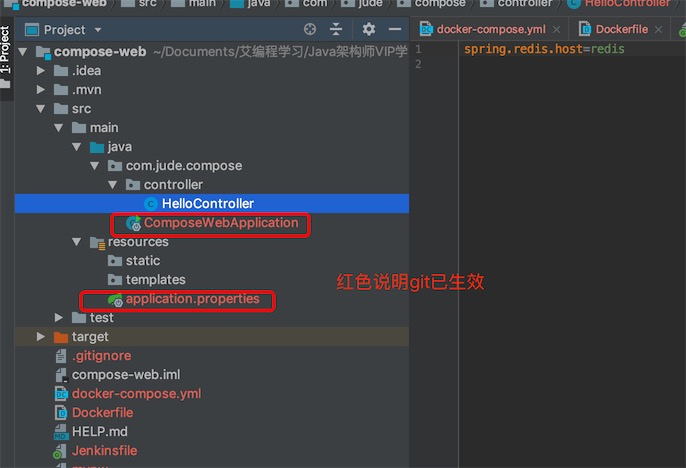 compose-web src main java com jude compose controller HelloController
1: Project
Project
docker-compose.yml Dockerfile
compose-web ~/Documents/艾编程学习/Java架构师VIP学
1 spring.redis.host=redis
2
.idea
.mvn
src
main
java
com.jude.compose
controller
HelloController
ComposeWebApplication
resources
static
templates
红色说明git已生效
application.properties
test
target
.gitignore
compose-web.iml
docker-compose.yml
Dockerfile
HELP.md
Jenkinsfile